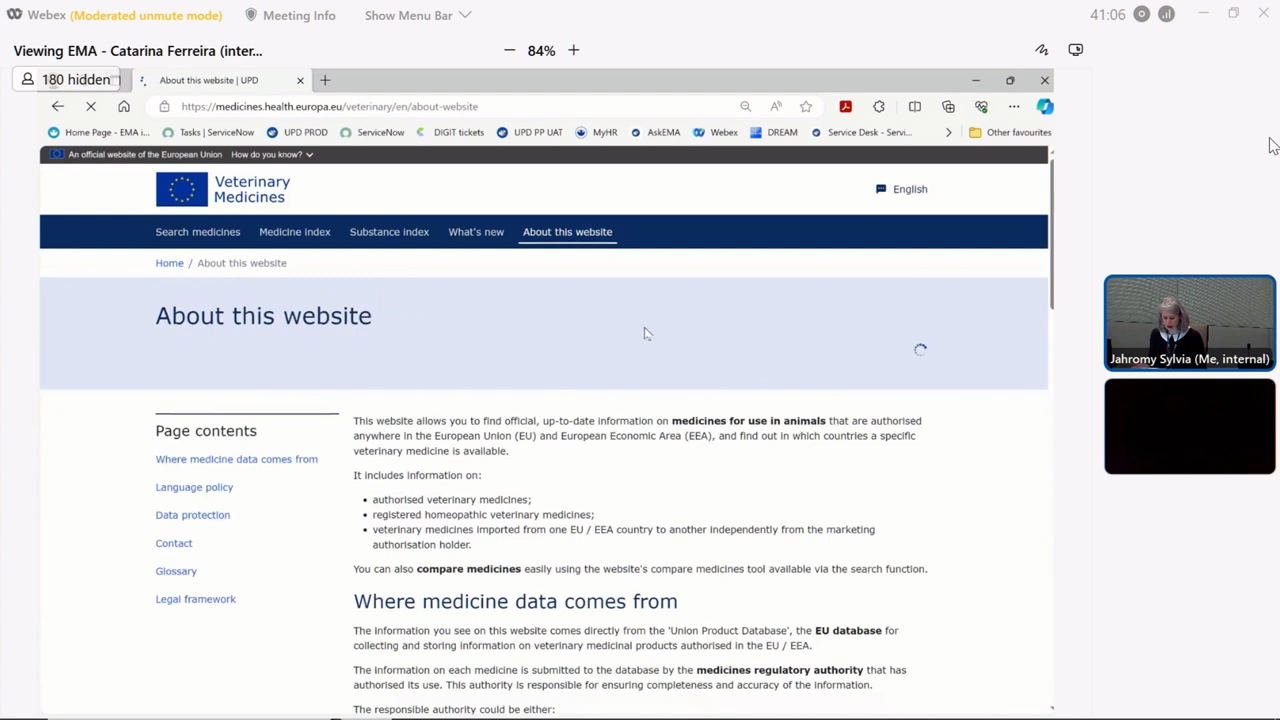 Webex (Moderated unmute mode) Meeting Info Show Menu Bar 41:06
Viewing EMA - Catarina Ferreira (inter... 84%
180 hidden About this website | UPD
https://medicines.health.europa.eu/veterinary/en/about-website
Home Page - EMA i... Tasks | ServiceNow UPD PROD ServiceNow DIGIT tickets UPD PP UAT MyHR AskEMA Webex DREAM Service Desk - Servi... Other favourites
An official website of the European Union How do you know?
Veterinary
Medicines
English
Search medicines Medicine index Substance index What's new About this website
Home / About this website
About this website
Page contents
Where medicine data comes from
Language policy
Data protection
Contact
Glossary
Legal framework
This website allows you to find official, up-to-date information on medicines for use in animals that are authorised
anywhere in the European Union (EU) and European Economic Area (EEA), and find out in which countries a specific
veterinary medicine is available.
It includes information on:
• authorised veterinary medicines;
• registered homeopathic veterinary medicines;
• veterinary medicines imported from one EU / EEA country to another independently from the marketing
authorisation holder.
You can also compare medicines easily using the website's compare medicines tool available via the search function.
Where medicine data comes from
The information you see on this website comes directly from the 'Union Product Database', the EU database for
collecting and storing information on veterinary medicinal products authorised in the EU / EEA.
The information on each medicine is submitted to the database by the medicines regulatory authority that has
authorised its use. This authority is responsible for ensuring completeness and accuracy of the information.
The responsible authority could be either:
Jahromy Sylvia (Me, internal)